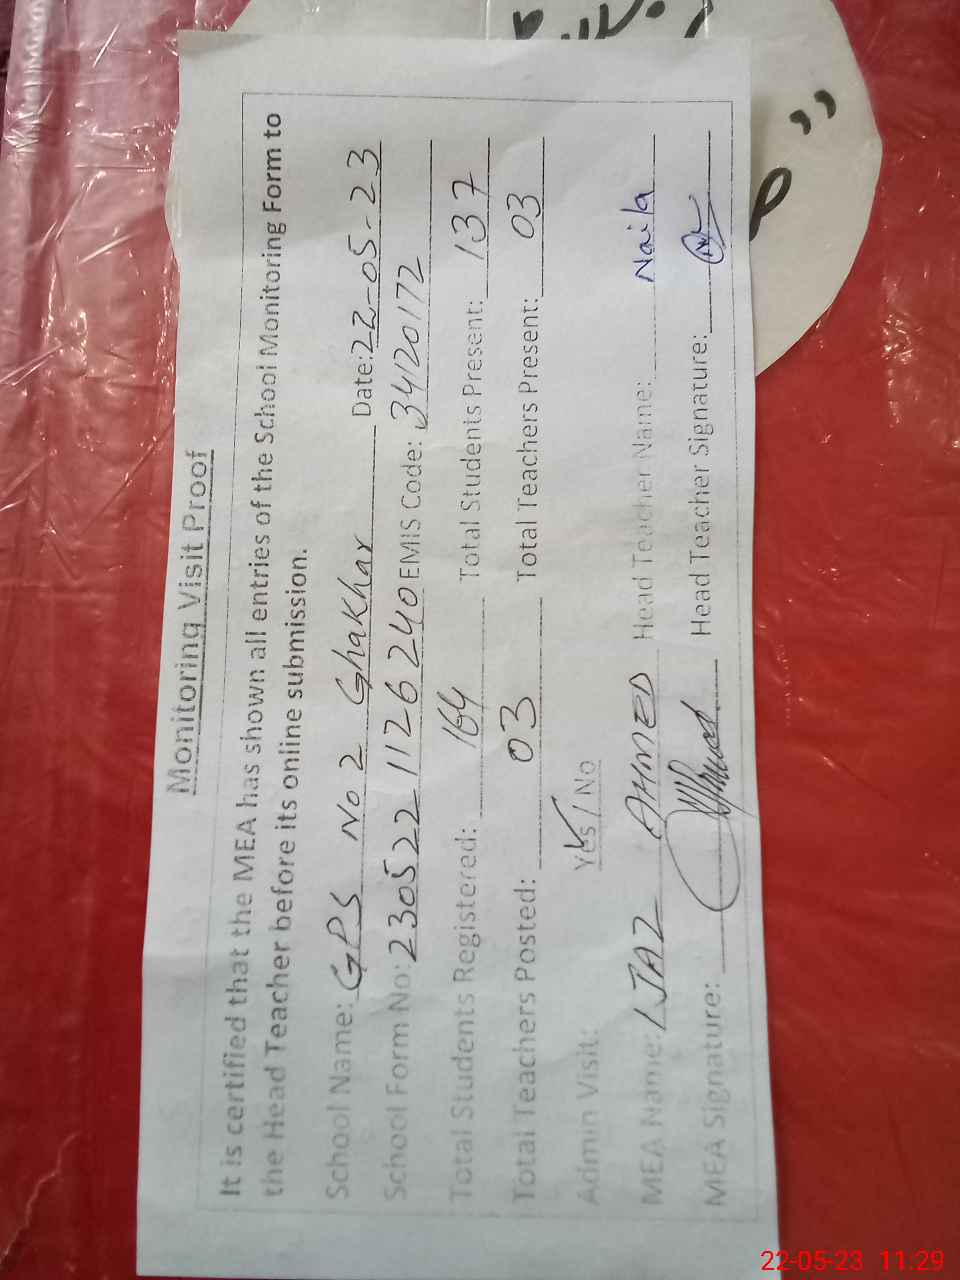 Monitoring Visit Proof
It is certified that the MEA has shown all entries of the School Monitoring Form to
the Head Teacher before its online submission.
School Name: GPS No 2 Ghakhar Date: 22-05-23
School Form No: 230522 1126240 EMIS Code: 34120172
Total Students Registered: 164 Total Students Present: 137
Total Teachers Posted: 03 Total Teachers Present: 03
Admin Visit: Yes / No
MEA Name: IJAZ AHMED Head Teacher Name: Naila
MEA Signature: Head Teacher Signature:
22-05-23 11:29